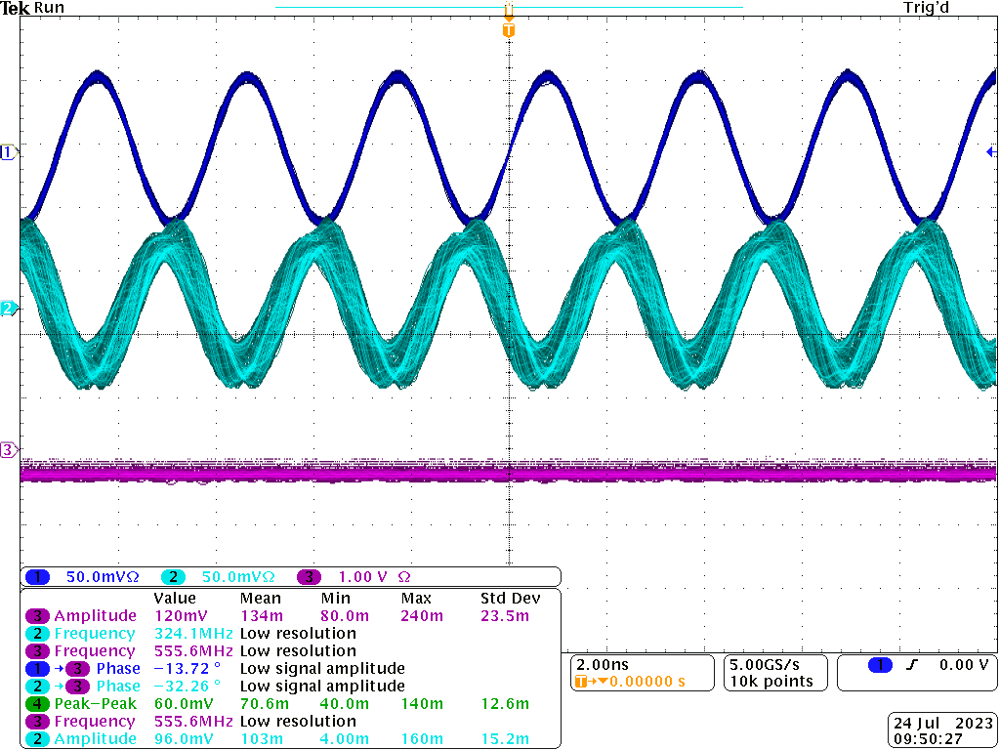 Tek Run Trig'd
T
1
2
3
1 50.0mVΩ 2 50.0mVΩ 3 1.00 V Ω
Value Mean Min Max Std Dev
3 Amplitude 120mV 134m 80.0m 240m 23.5m
2 Frequency 324.1MHz Low resolution
3 Frequency 555.6MHz Low resolution
1 → 3 Phase −13.72 ° Low signal amplitude
2 → 3 Phase −32.26 ° Low signal amplitude
4 Peak−Peak 60.0mV 70.6m 40.0m 140m 12.6m
3 Frequency 555.6MHz Low resolution
2 Amplitude 96.0mV 103m 4.00m 160m 15.2m
2.00ns
T→▼0.00000 s
5.00GS/s
10k points
1 0.00 V
24 Jul 2023
09:50:27